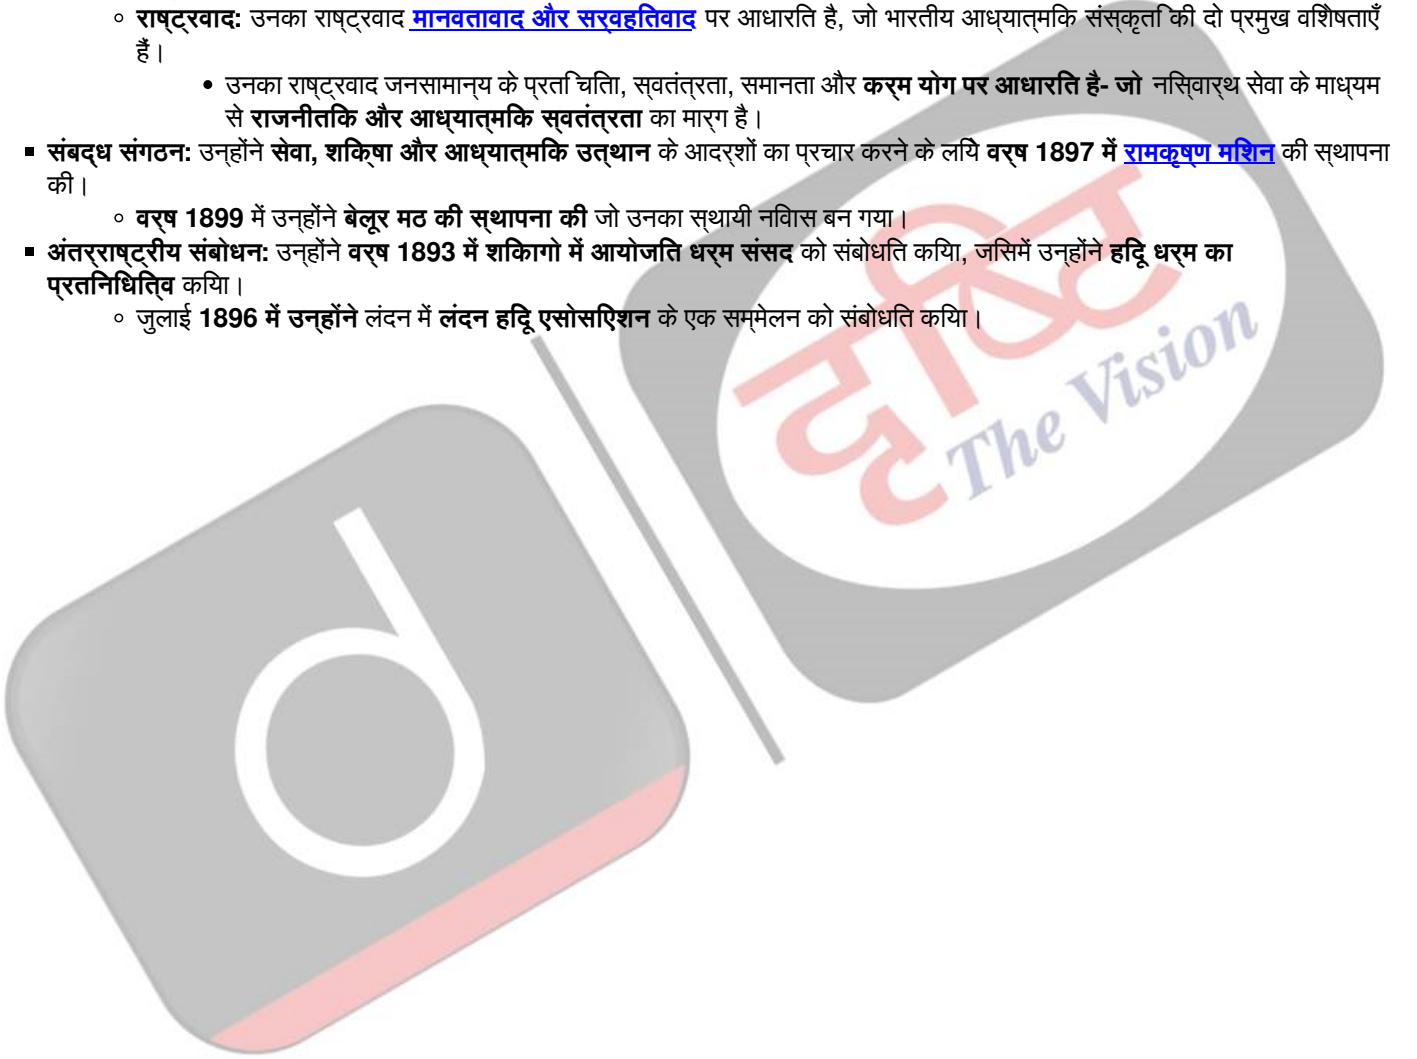 राष्ट्रवाद: उनका राष्ट्रवाद मानवतावाद और सर्वहितवाद पर आधारित है, जो भारतीय आध्यात्मिक संस्कृति की दो प्रमुख विशेषताएँ
हैं।
उनका राष्ट्रवाद जनसामान्य के प्रति चिंता, स्वतंत्रता, समानता और कर्म योग पर आधारित है- जो निस्वार्थ सेवा के माध्यम
से राजनीतिक और आध्यात्मिक स्वतंत्रता का मार्ग है।
संबद्ध संगठन: उन्होंने सेवा, शिक्षा और आध्यात्मिक उत्थान के आदर्शों का प्रचार करने के लिये वर्ष 1897 में रामकृष्ण मिशन की स्थापना
की।
वर्ष 1899 में उन्होंने बेलूर मठ की स्थापना की जो उनका स्थायी निवास बन गया।
अंतर्राष्ट्रीय संबोधन: उन्होंने वर्ष 1893 में शिकागो में आयोजित धर्म संसद को संबोधित किया, जिसमें उन्होंने हिंदू धर्म का
प्रतिनिधित्व किया।
जुलाई 1896 में उन्होंने लंदन में लंदन हिंदू एसोसिएशन के एक सम्मेलन को संबोधित किया।
दृष्टि
The Vision
d